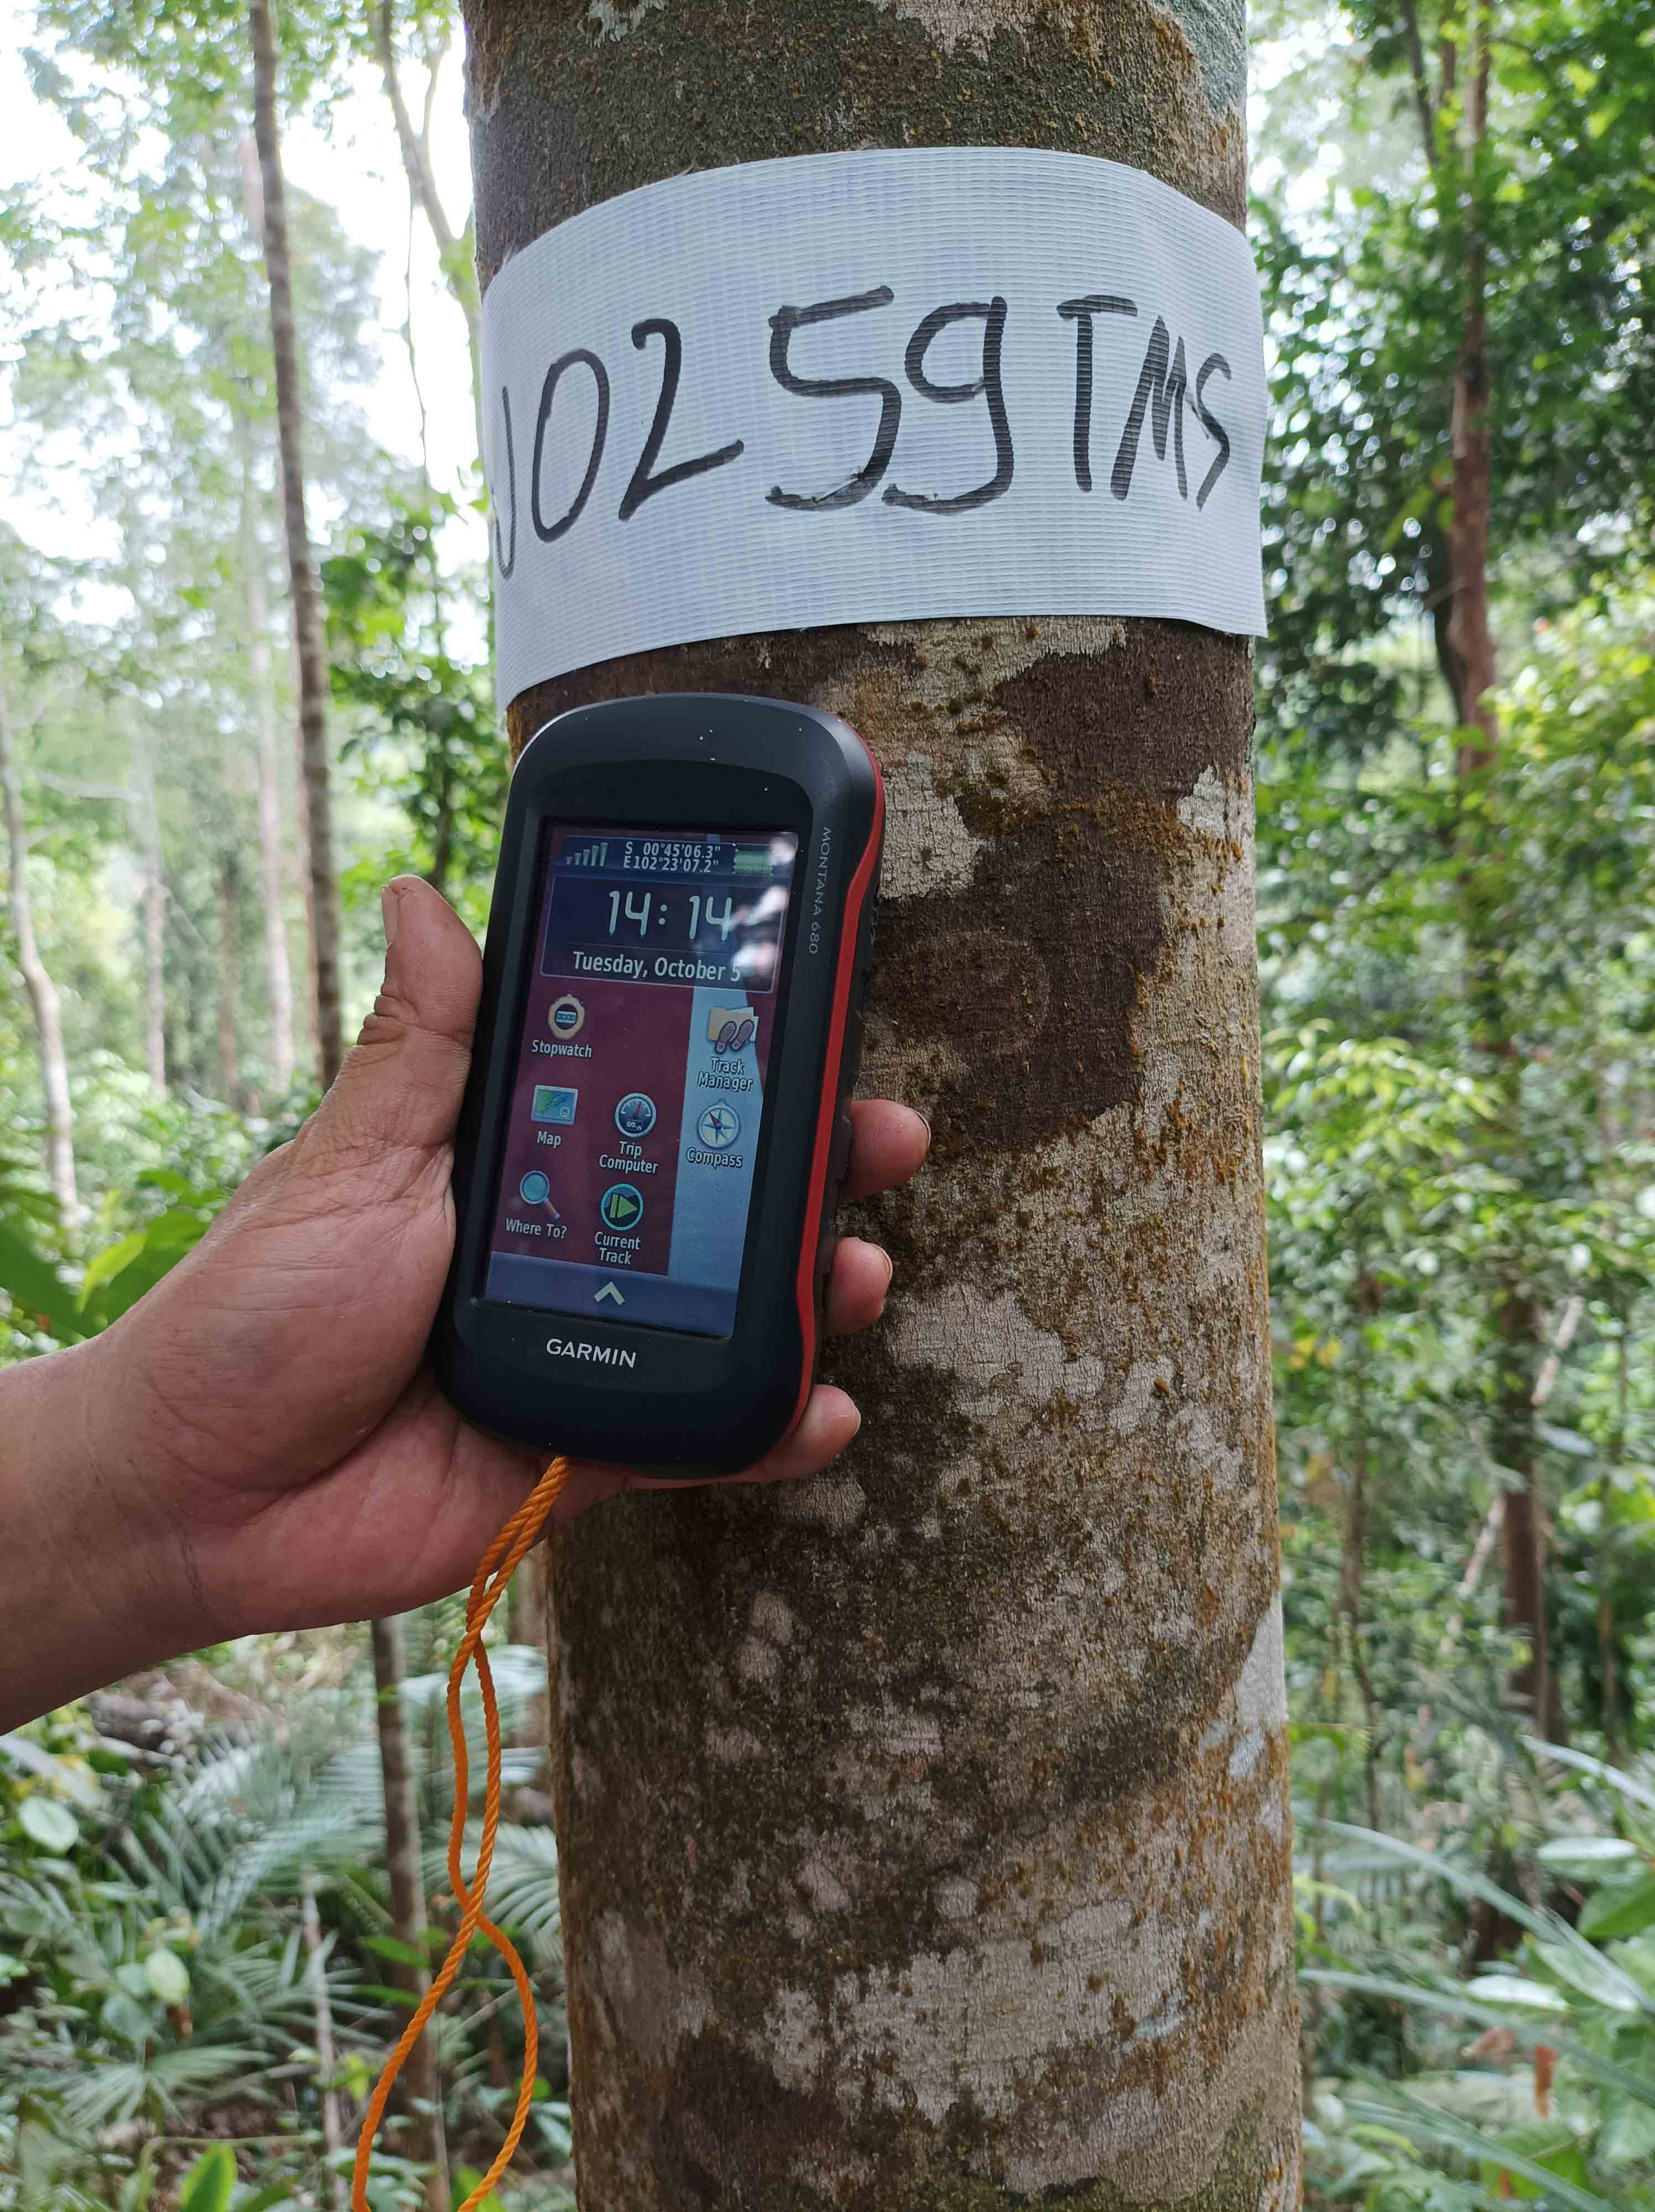 J0259TMS
S 00°45'06.3"
E102°23'07.2"
14:14
Tuesday, October 5
Stopwatch
Track
Manager
Map
Trip
Computer
Compass
Where To?
Current
Track
GARMIN
MONTANA 680